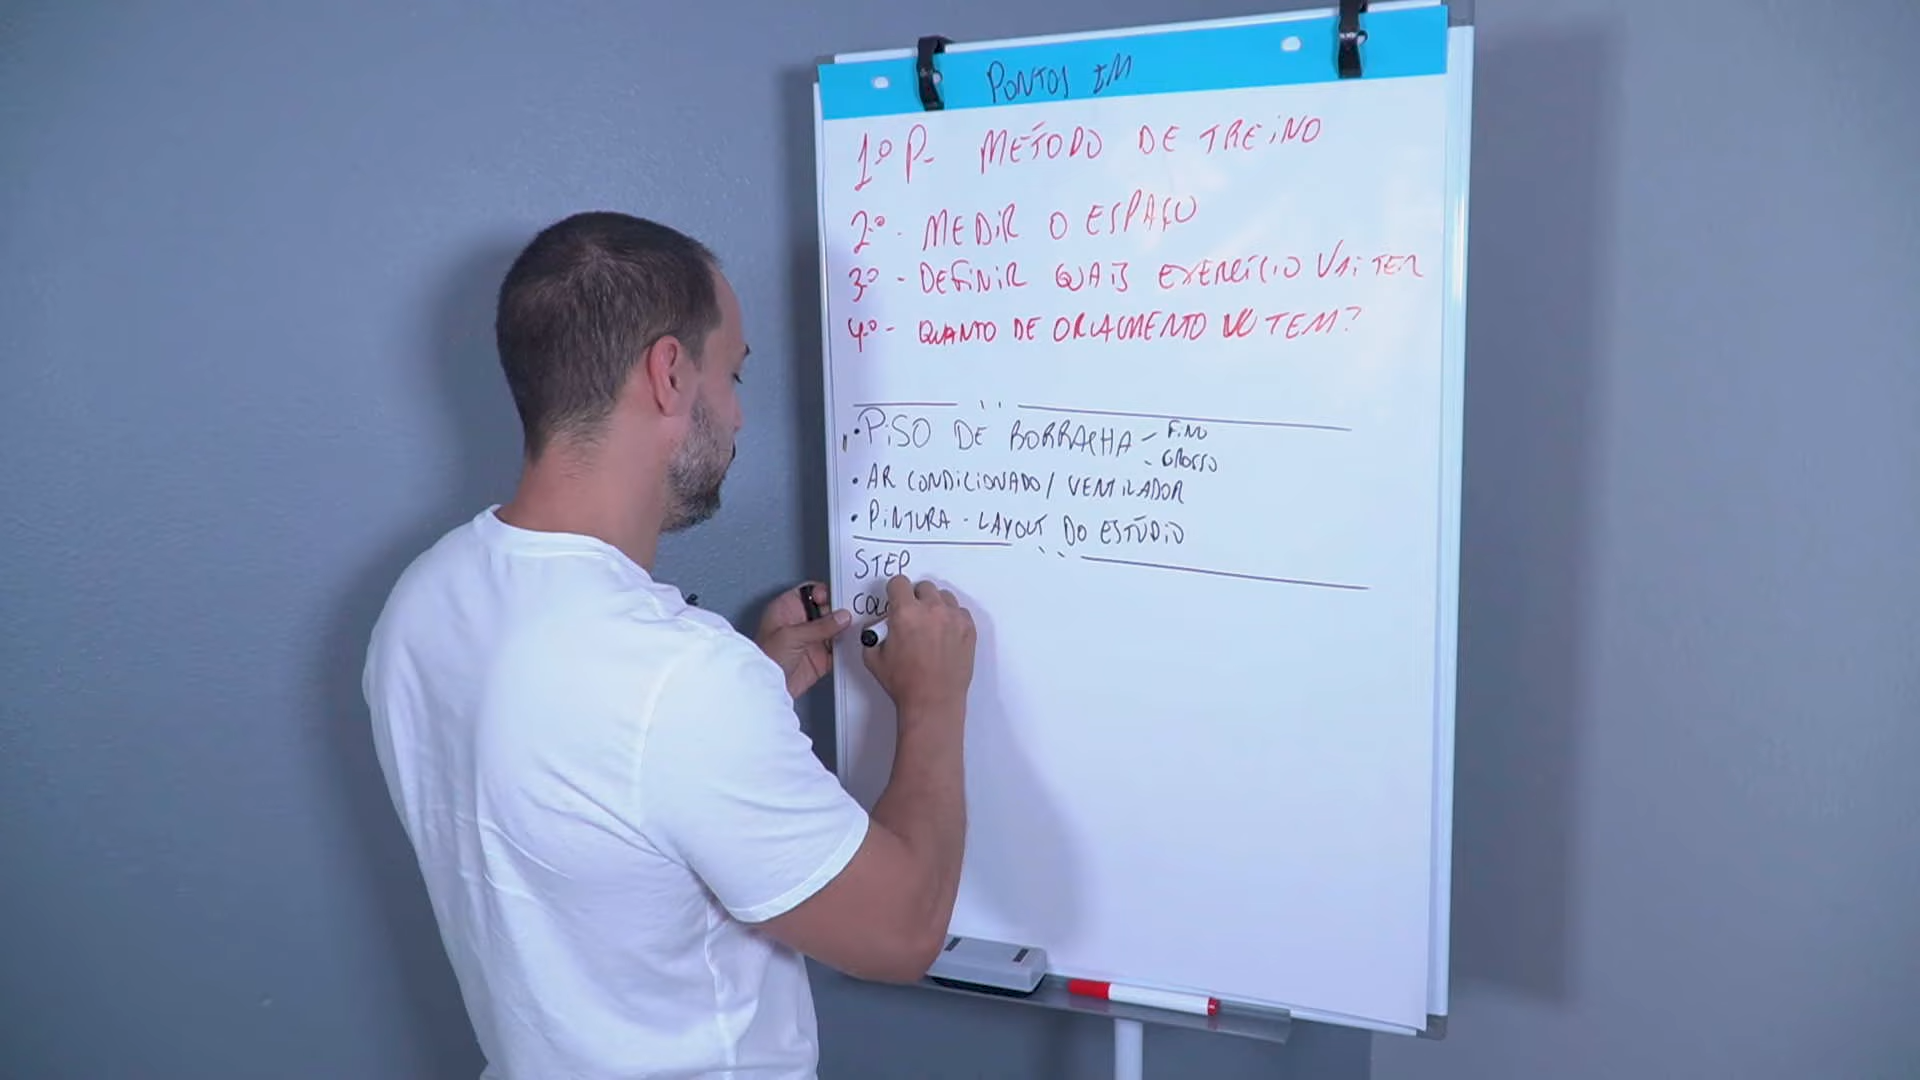 PONTOS EM
1º P- MÉTODO DE TREINO
2º - MEDIR O ESPAÇO
3º - DEFINIR QUAIS EXERCÍCIO VAI TER
4º - QUANTO DE ORÇAMENTO VC TEM?
• PISO DE BORRACHA - FINO
- GROSSO
• AR CONDICIONADO / VENTILADOR
• PINTURA - LAYOUT DO ESTÚDIO
STEP